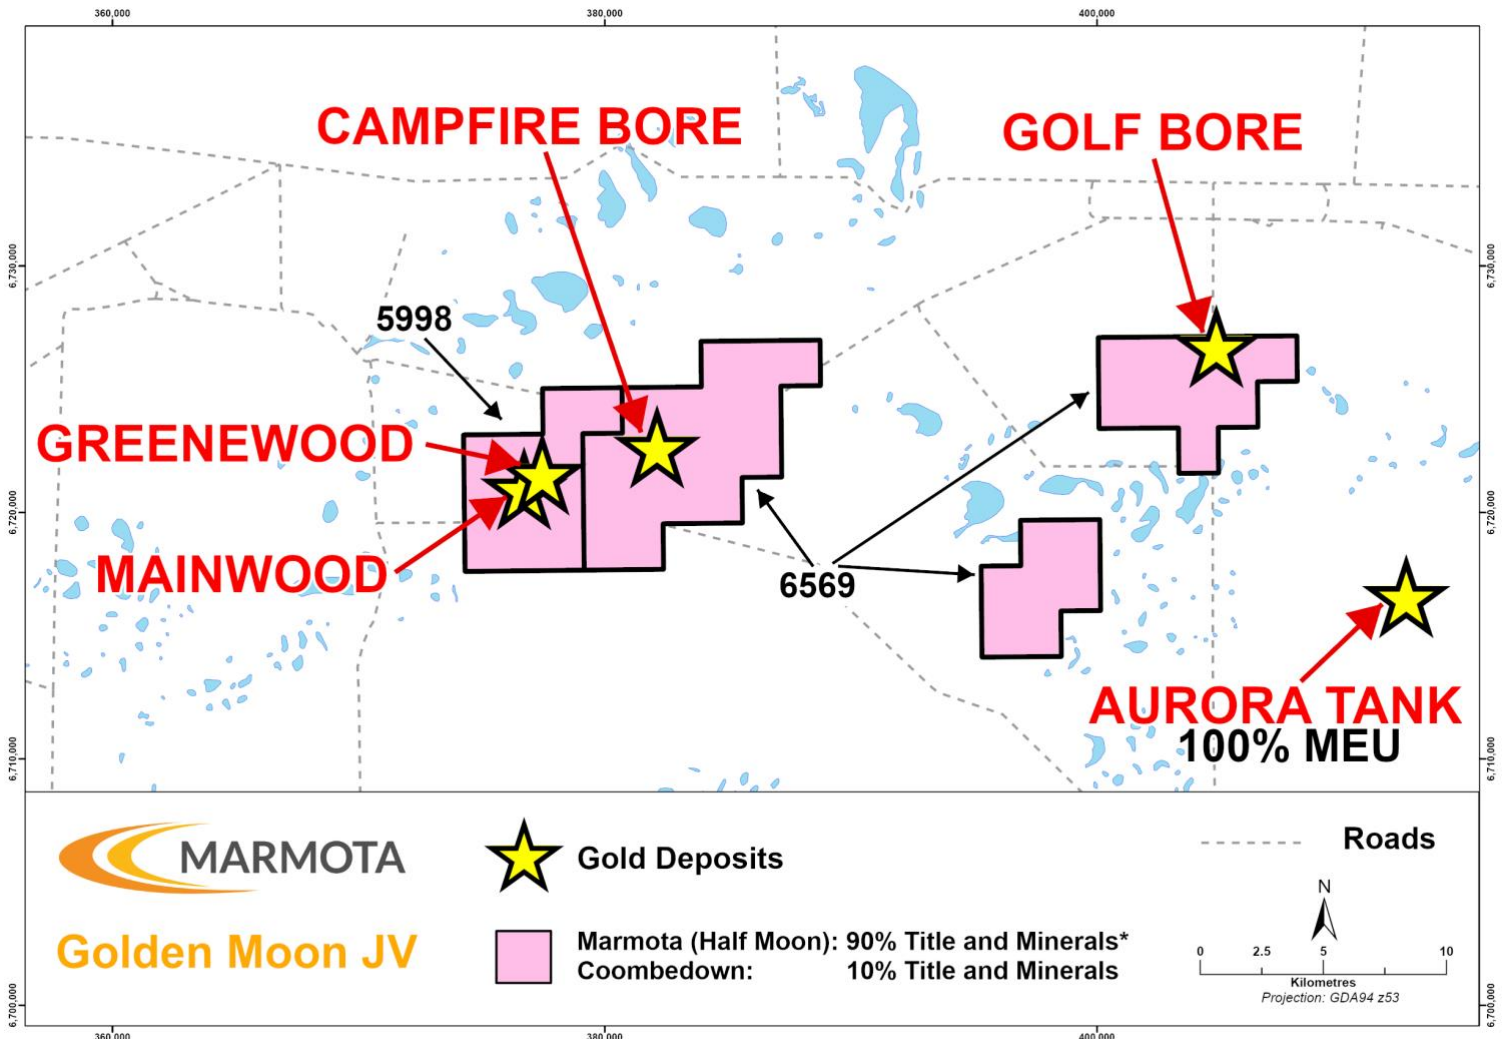 360,000
380,000
400,000
CAMPFIRE BORE
GOLF BORE
6,730,000
6,730,000
5998
GREENEWOOD
6,720,000
6,720,000
MAINWOOD
6569
AURORA TANK
100% MEU
6,710,000
6,710,000
MARMOTA
Gold Deposits
Roads
N
Golden Moon JV
Marmota (Half Moon): 90% Title and Minerals*
Coombedown: 10% Title and Minerals
0 2.5 5 10
Kilometres
Projection: GDA94 z53
6,700,000
6,700,000
360,000
380,000
400,000